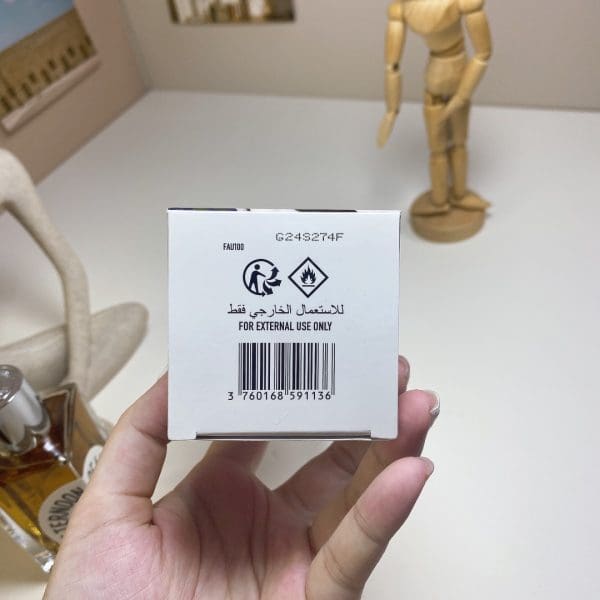 G24S274F
FAU100
للاستعمال الخارجي فقط
FOR EXTERNAL USE ONLY
3 760168 591136